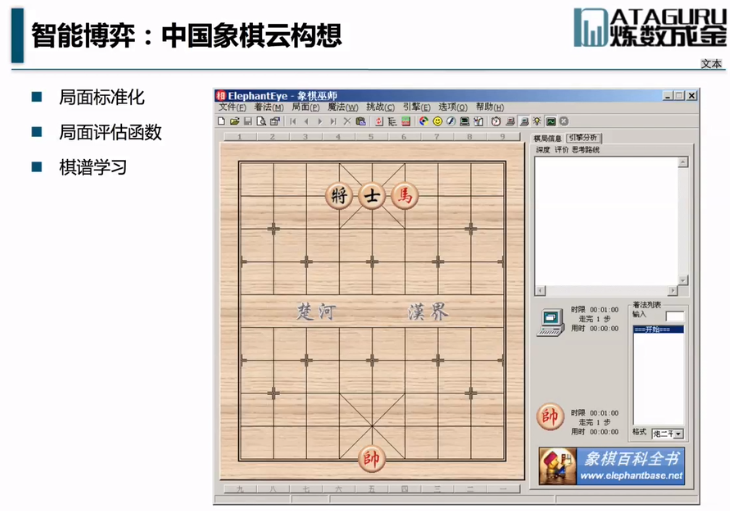 智能博弈：中国象棋云构想
DATAGURU
炼数成金
文本
局面标准化
局面评估函数
棋谱学习
ElephantEye - 象棋巫师
文件(F) 着法(M) 局面(P) 魔法(W) 挑战(C) 引擎(E) 选项(O) 帮助(H)
1 2 3 4 5 6 7 8 9
將 士 馬
楚河 漢界
帥
九 八 七 六 五 四 三 二 一
棋局信息 引擎分析
深度 评价 思考路线
时限 00:01:00
走完 1 步
用时 00:00:00
着法列表
输入
===开始===
帥
时限 00:01:00
走完 1 步
用时 00:00:00
格式
炮二平
象棋百科全书
www.elephantbase.net